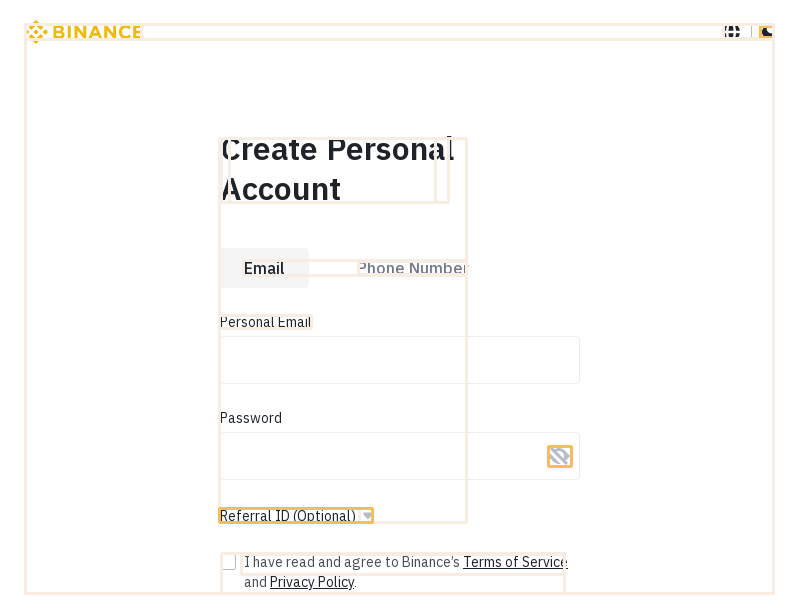 BINANCE
Create Personal
Account
Email
Phone Number
Personal Email
Password
Referral ID (Optional)
I have read and agree to Binance’s Terms of Service
and Privacy Policy.